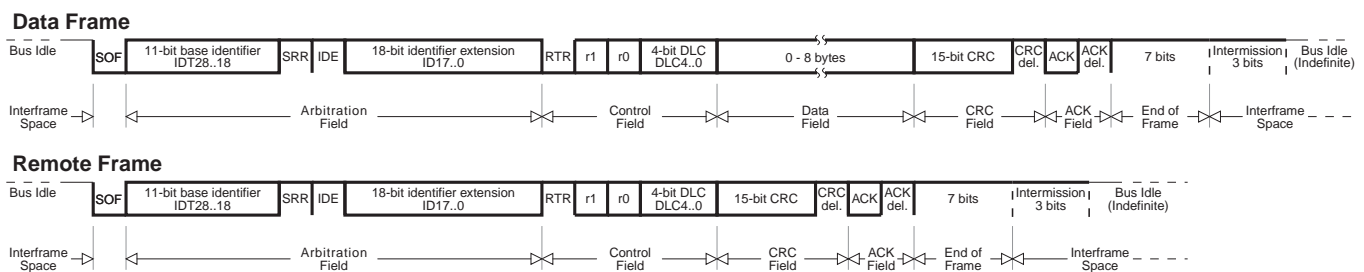 Data Frame
Bus Idle
SOF
11-bit base identifier
IDT28..18
SRR
IDE
18-bit identifier extension
ID17..0
RTR
r1
r0
4-bit DLC
DLC4..0
0 - 8 bytes
15-bit CRC
CRC
del.
ACK
ACK
del.
7 bits
Intermission
3 bits
Bus Idle
(Indefinite)
Interframe
Space
Arbitration
Field
Control
Field
Data
Field
CRC
Field
ACK
Field
End of
Frame
Interframe
Space
Remote Frame
Bus Idle
SOF
11-bit base identifier
IDT28..18
SRR
IDE
18-bit identifier extension
ID17..0
RTR
r1
r0
4-bit DLC
DLC4..0
15-bit CRC
CRC
del.
ACK
ACK
del.
7 bits
Intermission
3 bits
Bus Idle
(Indefinite)
Interframe
Space
Arbitration
Field
Control
Field
CRC
Field
ACK
Field
End of
Frame
Interframe
Space